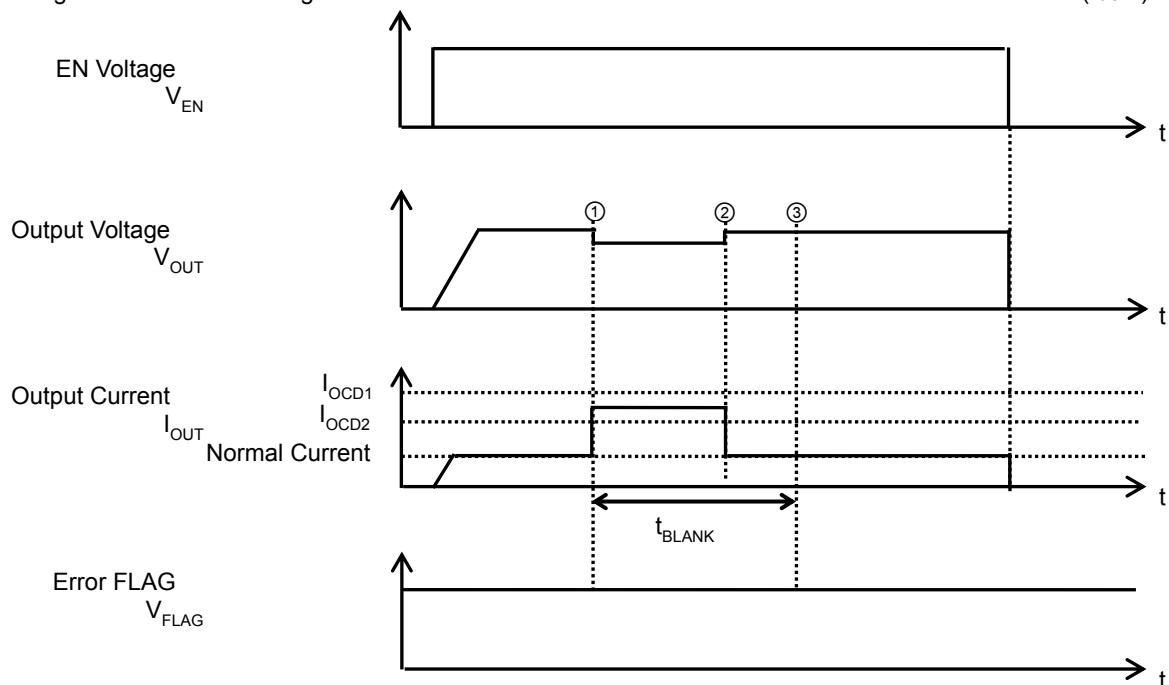 EN Voltage
V_EN
t
Output Voltage
V_OUT
① ② ③
t
Output Current
I_OUT
I_OCD1
I_OCD2
Normal Current
t
t_BLANK
Error FLAG
V_FLAG
t